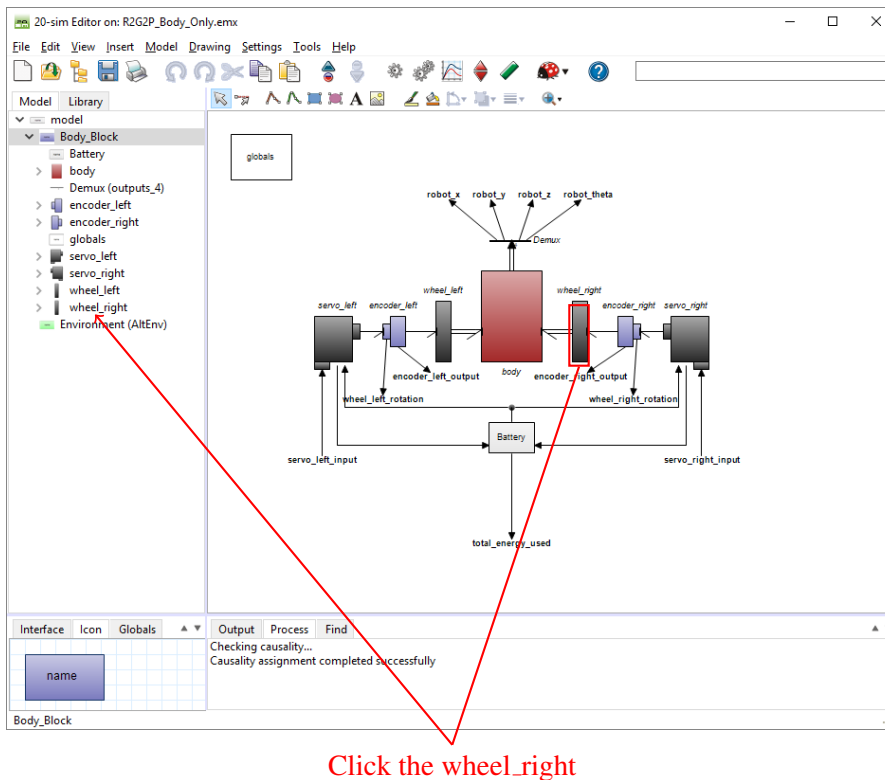 20-sim Editor on: R2G2P_Body_Only.emx
File Edit View Insert Model Drawing Settings Tools Help
Model Library
model
Body_Block
Battery
body
Demux (outputs_4)
encoder_left
encoder_right
globals
servo_left
servo_right
wheel_left
wheel_right
Environment (AltEnv)
globals
robot_x robot_y robot_z robot_theta
Demux
wheel_left wheel_right
servo_left encoder_left encoder_right servo_right
body
encoder_left_output encoder_right_output
wheel_left_rotation wheel_right_rotation
Battery
servo_left_input servo_right_input
total_energy_used
Interface Icon Globals
name
Output Process Find
Checking causality...
Causality assignment completed successfully
Body_Block
Click the wheel_right